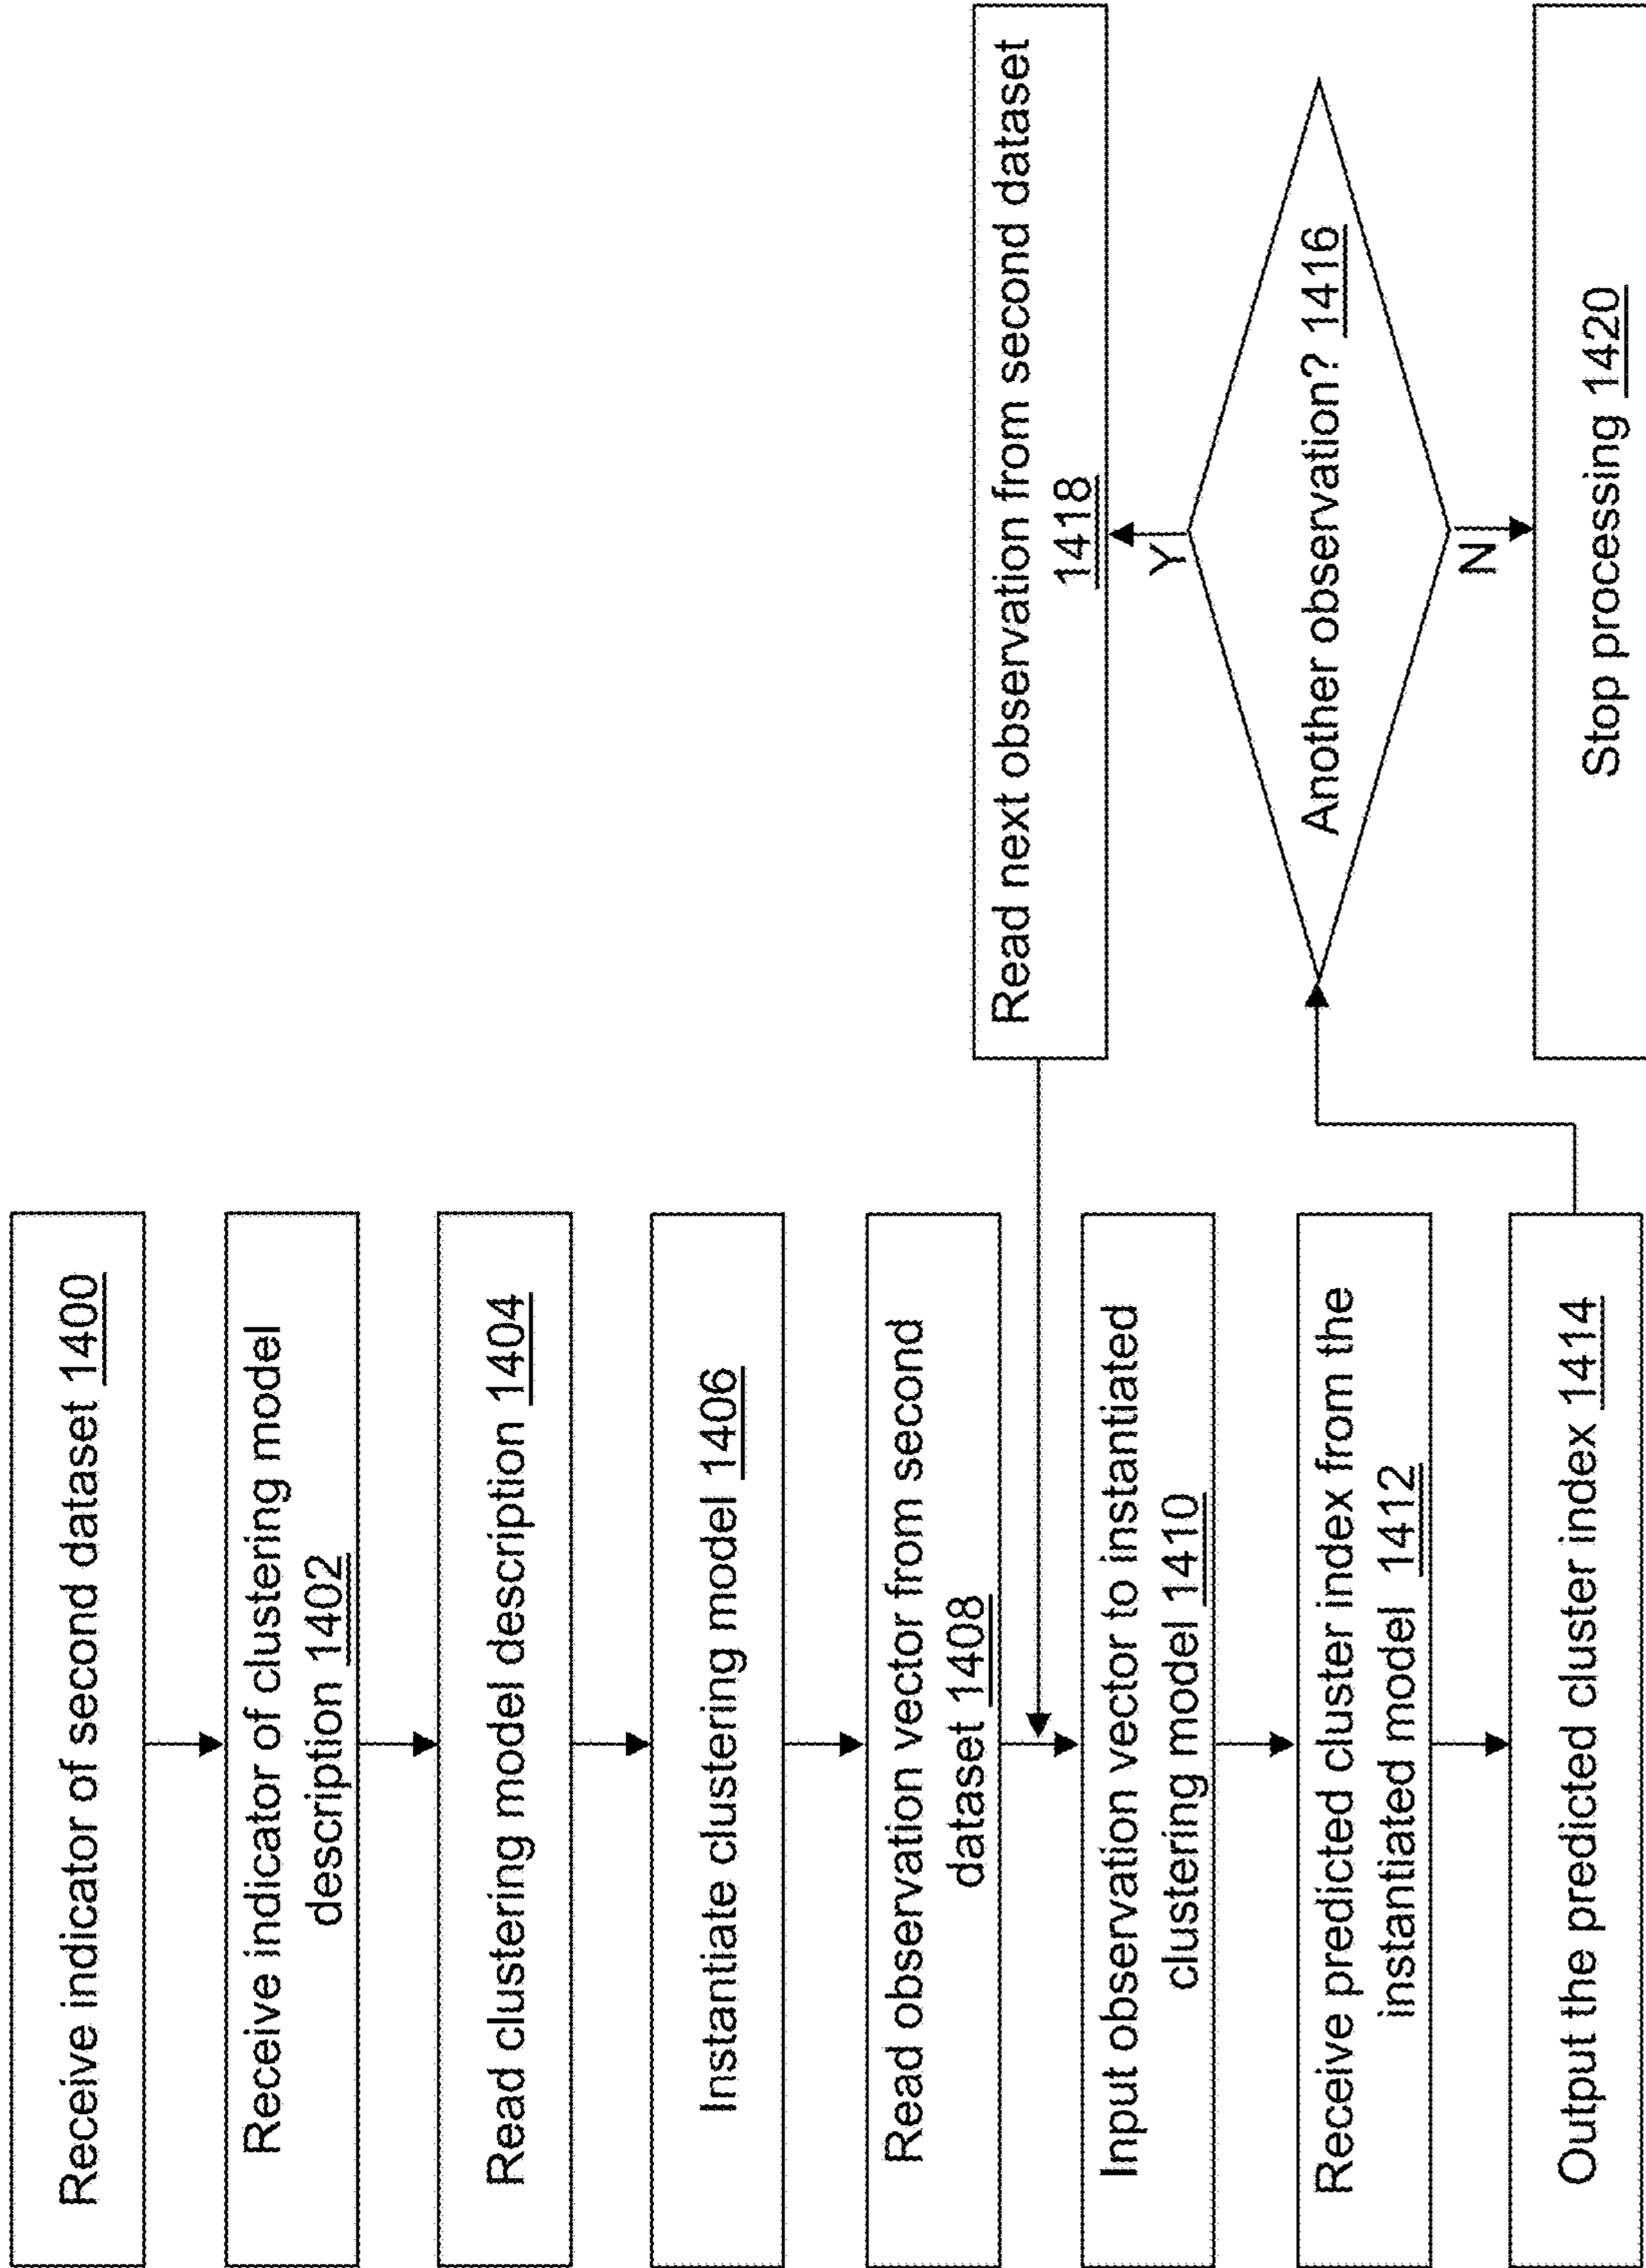 Receive indicator of second dataset 1400
Receive indicator of clustering model
description 1402
Read clustering model description 1404
Instantiate clustering model 1406
Read observation vector from second
dataset 1408
Input observation vector to instantiated
clustering model 1410
Receive predicted cluster index from the
instantiated model 1412
Output the predicted cluster index 1414
Read next observation from second dataset
1418
Y
Another observation? 1416
N
Stop processing 1420